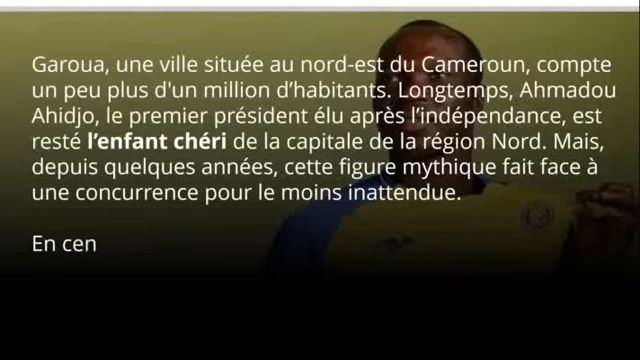 Garoua, une ville située au nord-est du Cameroun, compte
un peu plus d'un million d’habitants. Longtemps, Ahmadou
Ahidjo, le premier président élu après l’indépendance, est
resté l’enfant chéri de la capitale de la région Nord. Mais,
depuis quelques années, cette figure mythique fait face à
une concurrence pour le moins inattendue.
En cen